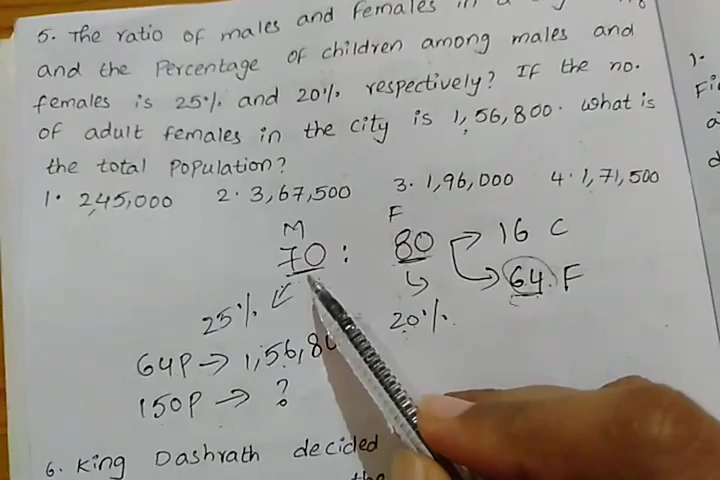 5. The ratio of males and females in a
and the Percentage of children among males and
females is 25% and 20% respectively? If the no.
of adult females in the city is 1,56,800. What is
the total Population?
1. 245,000 2. 3,67,500 3. 1,96,000 4. 1,71,500
M F
70 : 80 16 C
64 F
25% 20%.
64P → 1,56,80
150P → ?
6. King Dashrath decided
1.